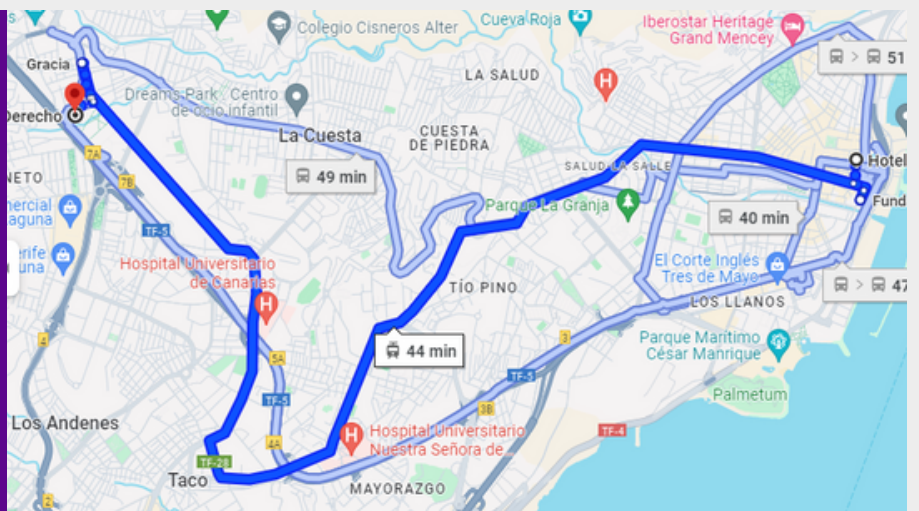 Colegio Cisneros Alter
Cueva Roja
Iberostar Heritage
Grand Mencey
51
Gracia
LA SALUD
Dreams Park - Centro
de ocio infantil
Derecho
La Cuesta
CUESTA
DE PIEDRA
Hotel
7A
49 min
SALUD-LA SALLE
NETO
7B
Parque La Granja
Fund
40 min
TF-5
Hospital Universitario
de Canarias
H
El Corte Inglés
Tres de Mayo
TÍO PINO
47
LOS LLANOS
4
3
Parque Marítimo
César Manrique
44 min
5A
TF-5
TF-5
3B
Palmetum
Los Andenes
4A
H
Hospital Universitario
Nuestra Señora de...
TF-4
TF-28
Taco
MAYORAZGO
2
H